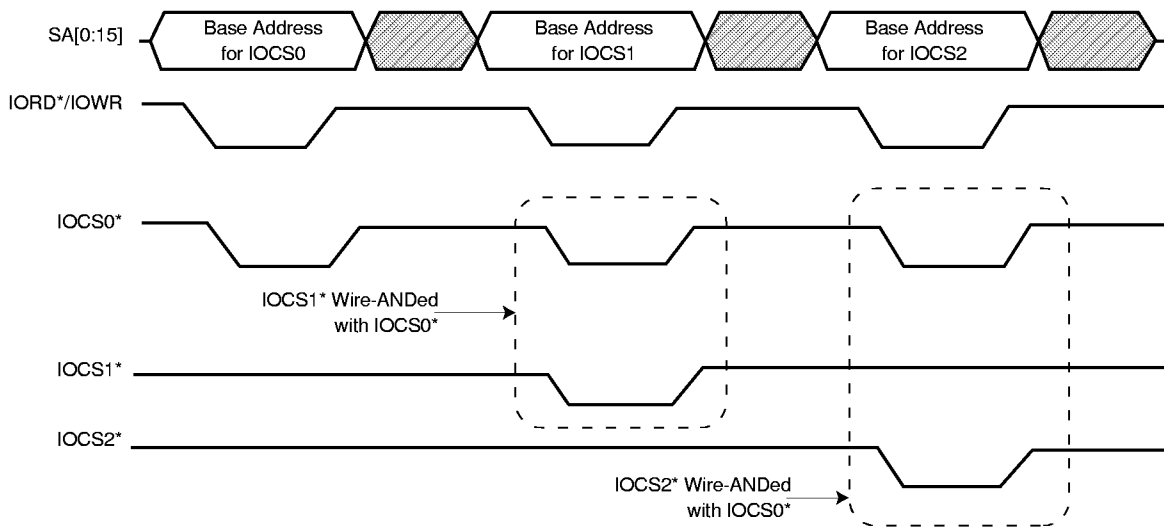 SA[0:15]
Base Address
for IOCS0
Base Address
for IOCS1
Base Address
for IOCS2
IORD*/IOWR
IOCS0*
IOCS1* Wire-ANDed
with IOCS0*
IOCS1*
IOCS2*
IOCS2* Wire-ANDed
with IOCS0*